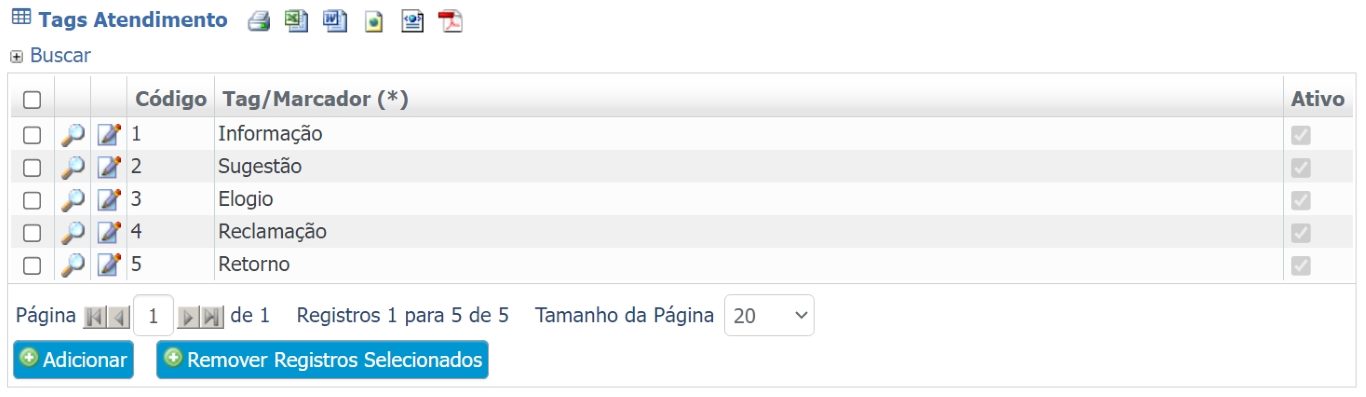 Tags Atendimento
Buscar
Código Tag/Marcador (*) Ativo
1 Informação
2 Sugestão
3 Elogio
4 Reclamação
5 Retorno
Página 1 de 1 Registros 1 para 5 de 5 Tamanho da Página 20
Adicionar Remover Registros Selecionados